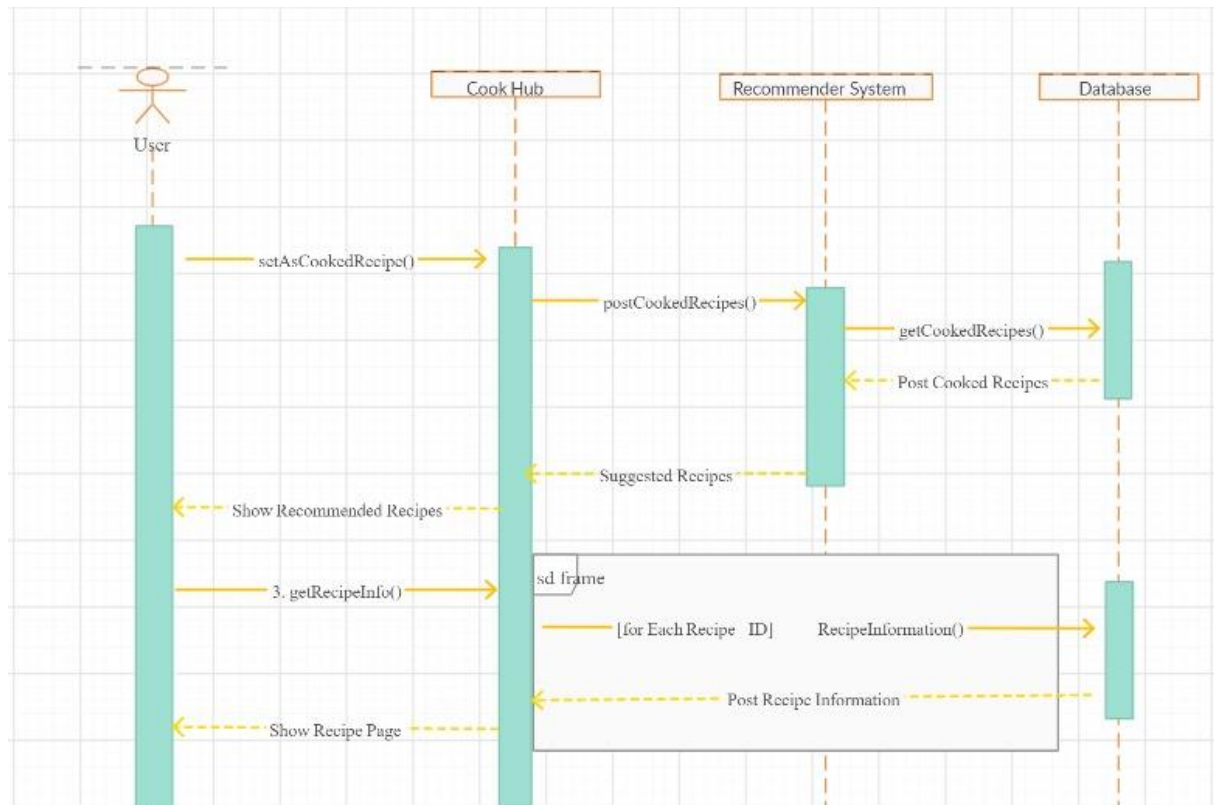 Cook Hub
Recommender System
Database
User
setAsCookedRecipe()
postCookedRecipes()
getCookedRecipes()
Post Cooked Recipes
Suggested Recipes
Show Recommended Recipes
sd frame
3. getRecipeInfo()
[for Each Recipe ID] RecipeInformation()
Post Recipe Information
Show Recipe Page